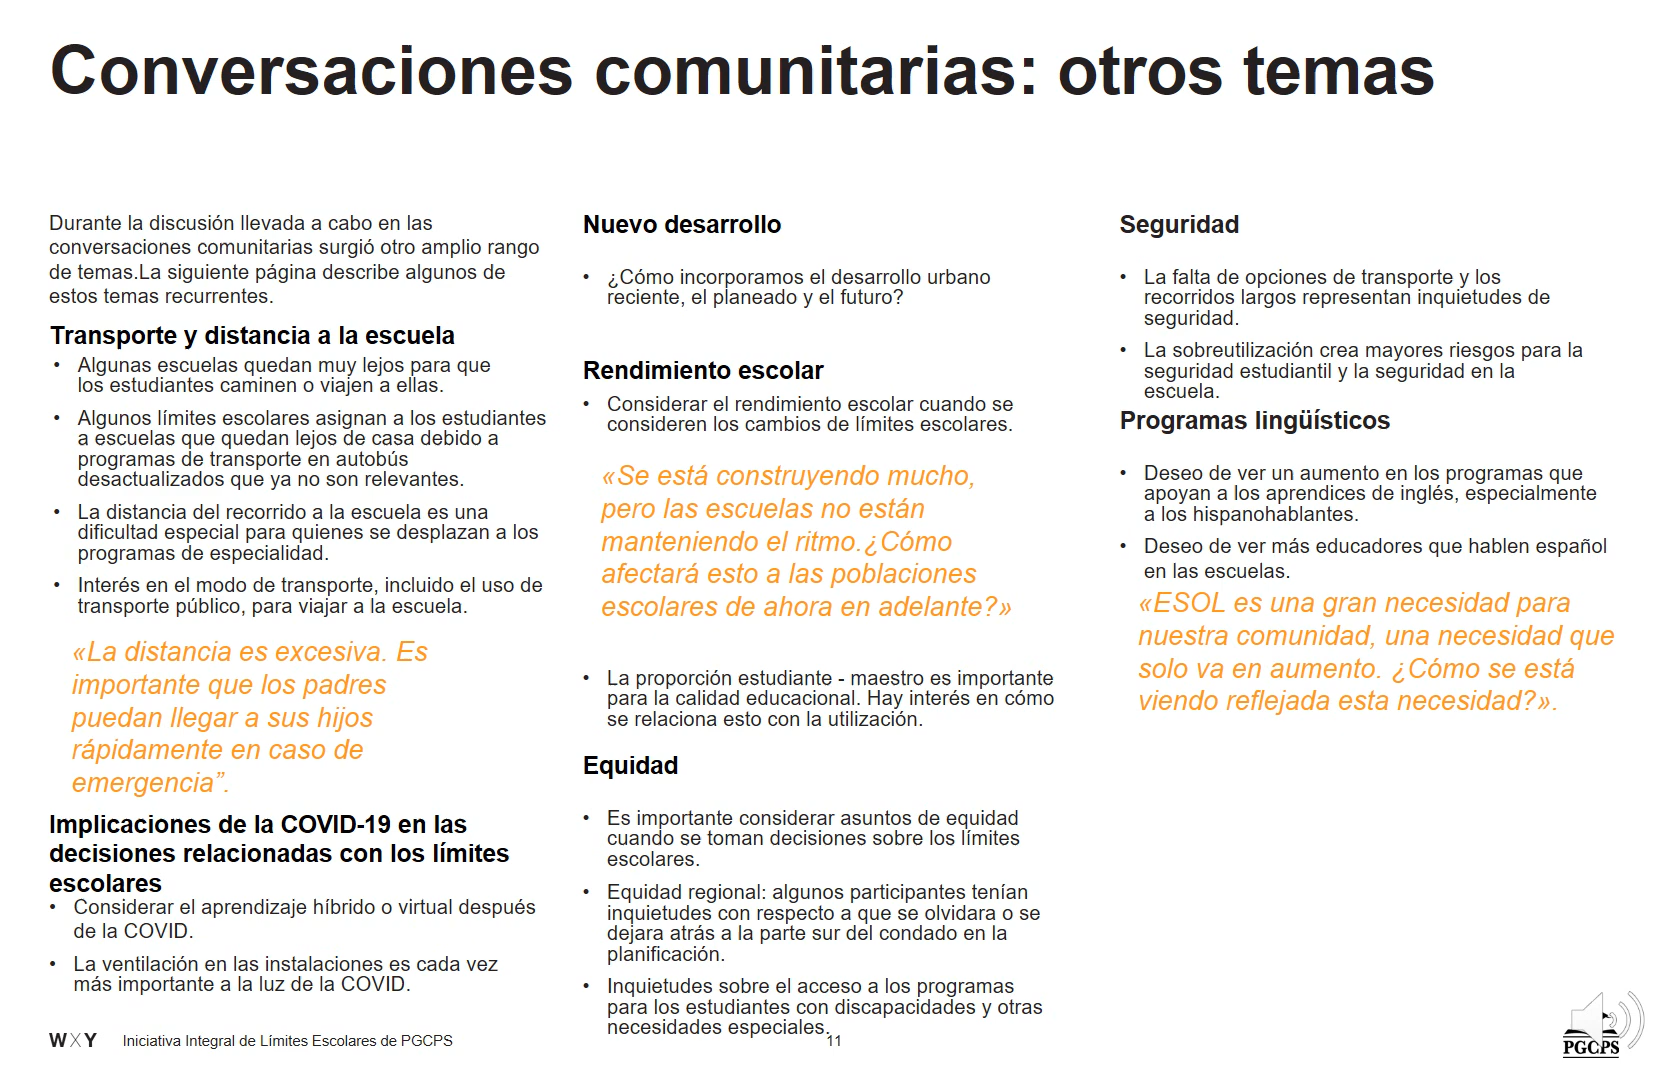 Conversaciones comunitarias: otros temas
Durante la discusión llevada a cabo en las
conversaciones comunitarias surgió otro amplio rango
de temas.La siguiente página describe algunos de
estos temas recurrentes.
Transporte y distancia a la escuela
• Algunas escuelas quedan muy lejos para que
los estudiantes caminen o viajen a ellas.
• Algunos límites escolares asignan a los estudiantes
a escuelas que quedan lejos de casa debido a
programas de transporte en autobús
desactualizados que ya no son relevantes.
• La distancia del recorrido a la escuela es una
dificultad especial para quienes se desplazan a los
programas de especialidad.
• Interés en el modo de transporte, incluido el uso de
transporte público, para viajar a la escuela.
«La distancia es excesiva. Es
importante que los padres
puedan llegar a sus hijos
rápidamente en caso de
emergencia”.
Implicaciones de la COVID-19 en las
decisiones relacionadas con los límites
escolares
• Considerar el aprendizaje híbrido o virtual después
de la COVID.
• La ventilación en las instalaciones es cada vez
más importante a la luz de la COVID.
Nuevo desarrollo
• ¿Cómo incorporamos el desarrollo urbano
reciente, el planeado y el futuro?
Rendimiento escolar
• Considerar el rendimiento escolar cuando se
consideren los cambios de límites escolares.
«Se está construyendo mucho,
pero las escuelas no están
manteniendo el ritmo.¿Cómo
afectará esto a las poblaciones
escolares de ahora en adelante?»
• La proporción estudiante - maestro es importante
para la calidad educacional. Hay interés en cómo
se relaciona esto con la utilización.
Equidad
• Es importante considerar asuntos de equidad
cuando se toman decisiones sobre los límites
escolares.
• Equidad regional: algunos participantes tenían
inquietudes con respecto a que se olvidara o se
dejara atrás a la parte sur del condado en la
planificación.
• Inquietudes sobre el acceso a los programas
para los estudiantes con discapacidades y otras
necesidades especiales.
Seguridad
• La falta de opciones de transporte y los
recorridos largos representan inquietudes de
seguridad.
• La sobreutilización crea mayores riesgos para la
seguridad estudiantil y la seguridad en la
escuela.
Programas lingüísticos
• Deseo de ver un aumento en los programas que
apoyan a los aprendices de inglés, especialmente
a los hispanohablantes.
• Deseo de ver más educadores que hablen español
en las escuelas.
«ESOL es una gran necesidad para
nuestra comunidad, una necesidad que
solo va en aumento. ¿Cómo se está
viendo reflejada esta necesidad?».
WXY Iniciativa Integral de Límites Escolares de PGCPS
11
PGCPS